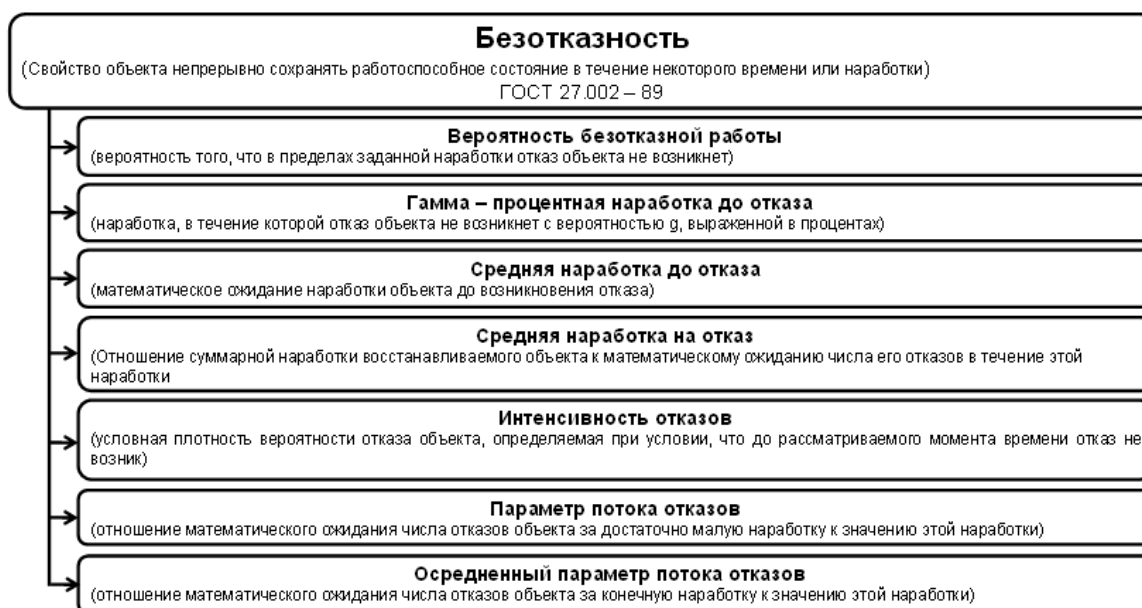 Безотказность
(Свойство объекта непрерывно сохранять работоспособное состояние в течение некоторого времени или наработки)
ГОСТ 27.002 – 89
Вероятность безотказной работы
(вероятность того, что в пределах заданной наработки отказ объекта не возникнет)
Гамма – процентная наработка до отказа
(наработка, в течение которой отказ объекта не возникнет с вероятностью g, выраженной в процентах)
Средняя наработка до отказа
(математическое ожидание наработки объекта до возникновения отказа)
Средняя наработка на отказ
(Отношение суммарной наработки восстанавливаемого объекта к математическому ожиданию числа его отказов в течение этой
наработки
Интенсивность отказов
(условная плотность вероятности отказа объекта, определяемая при условии, что до рассматриваемого момента времени отказ не
возник)
Параметр потока отказов
(отношение математического ожидания числа отказов объекта за достаточно малую наработку к значению этой наработки)
Осредненный параметр потока отказов
(отношение математического ожидания числа отказов объекта за конечную наработку к значению этой наработки)